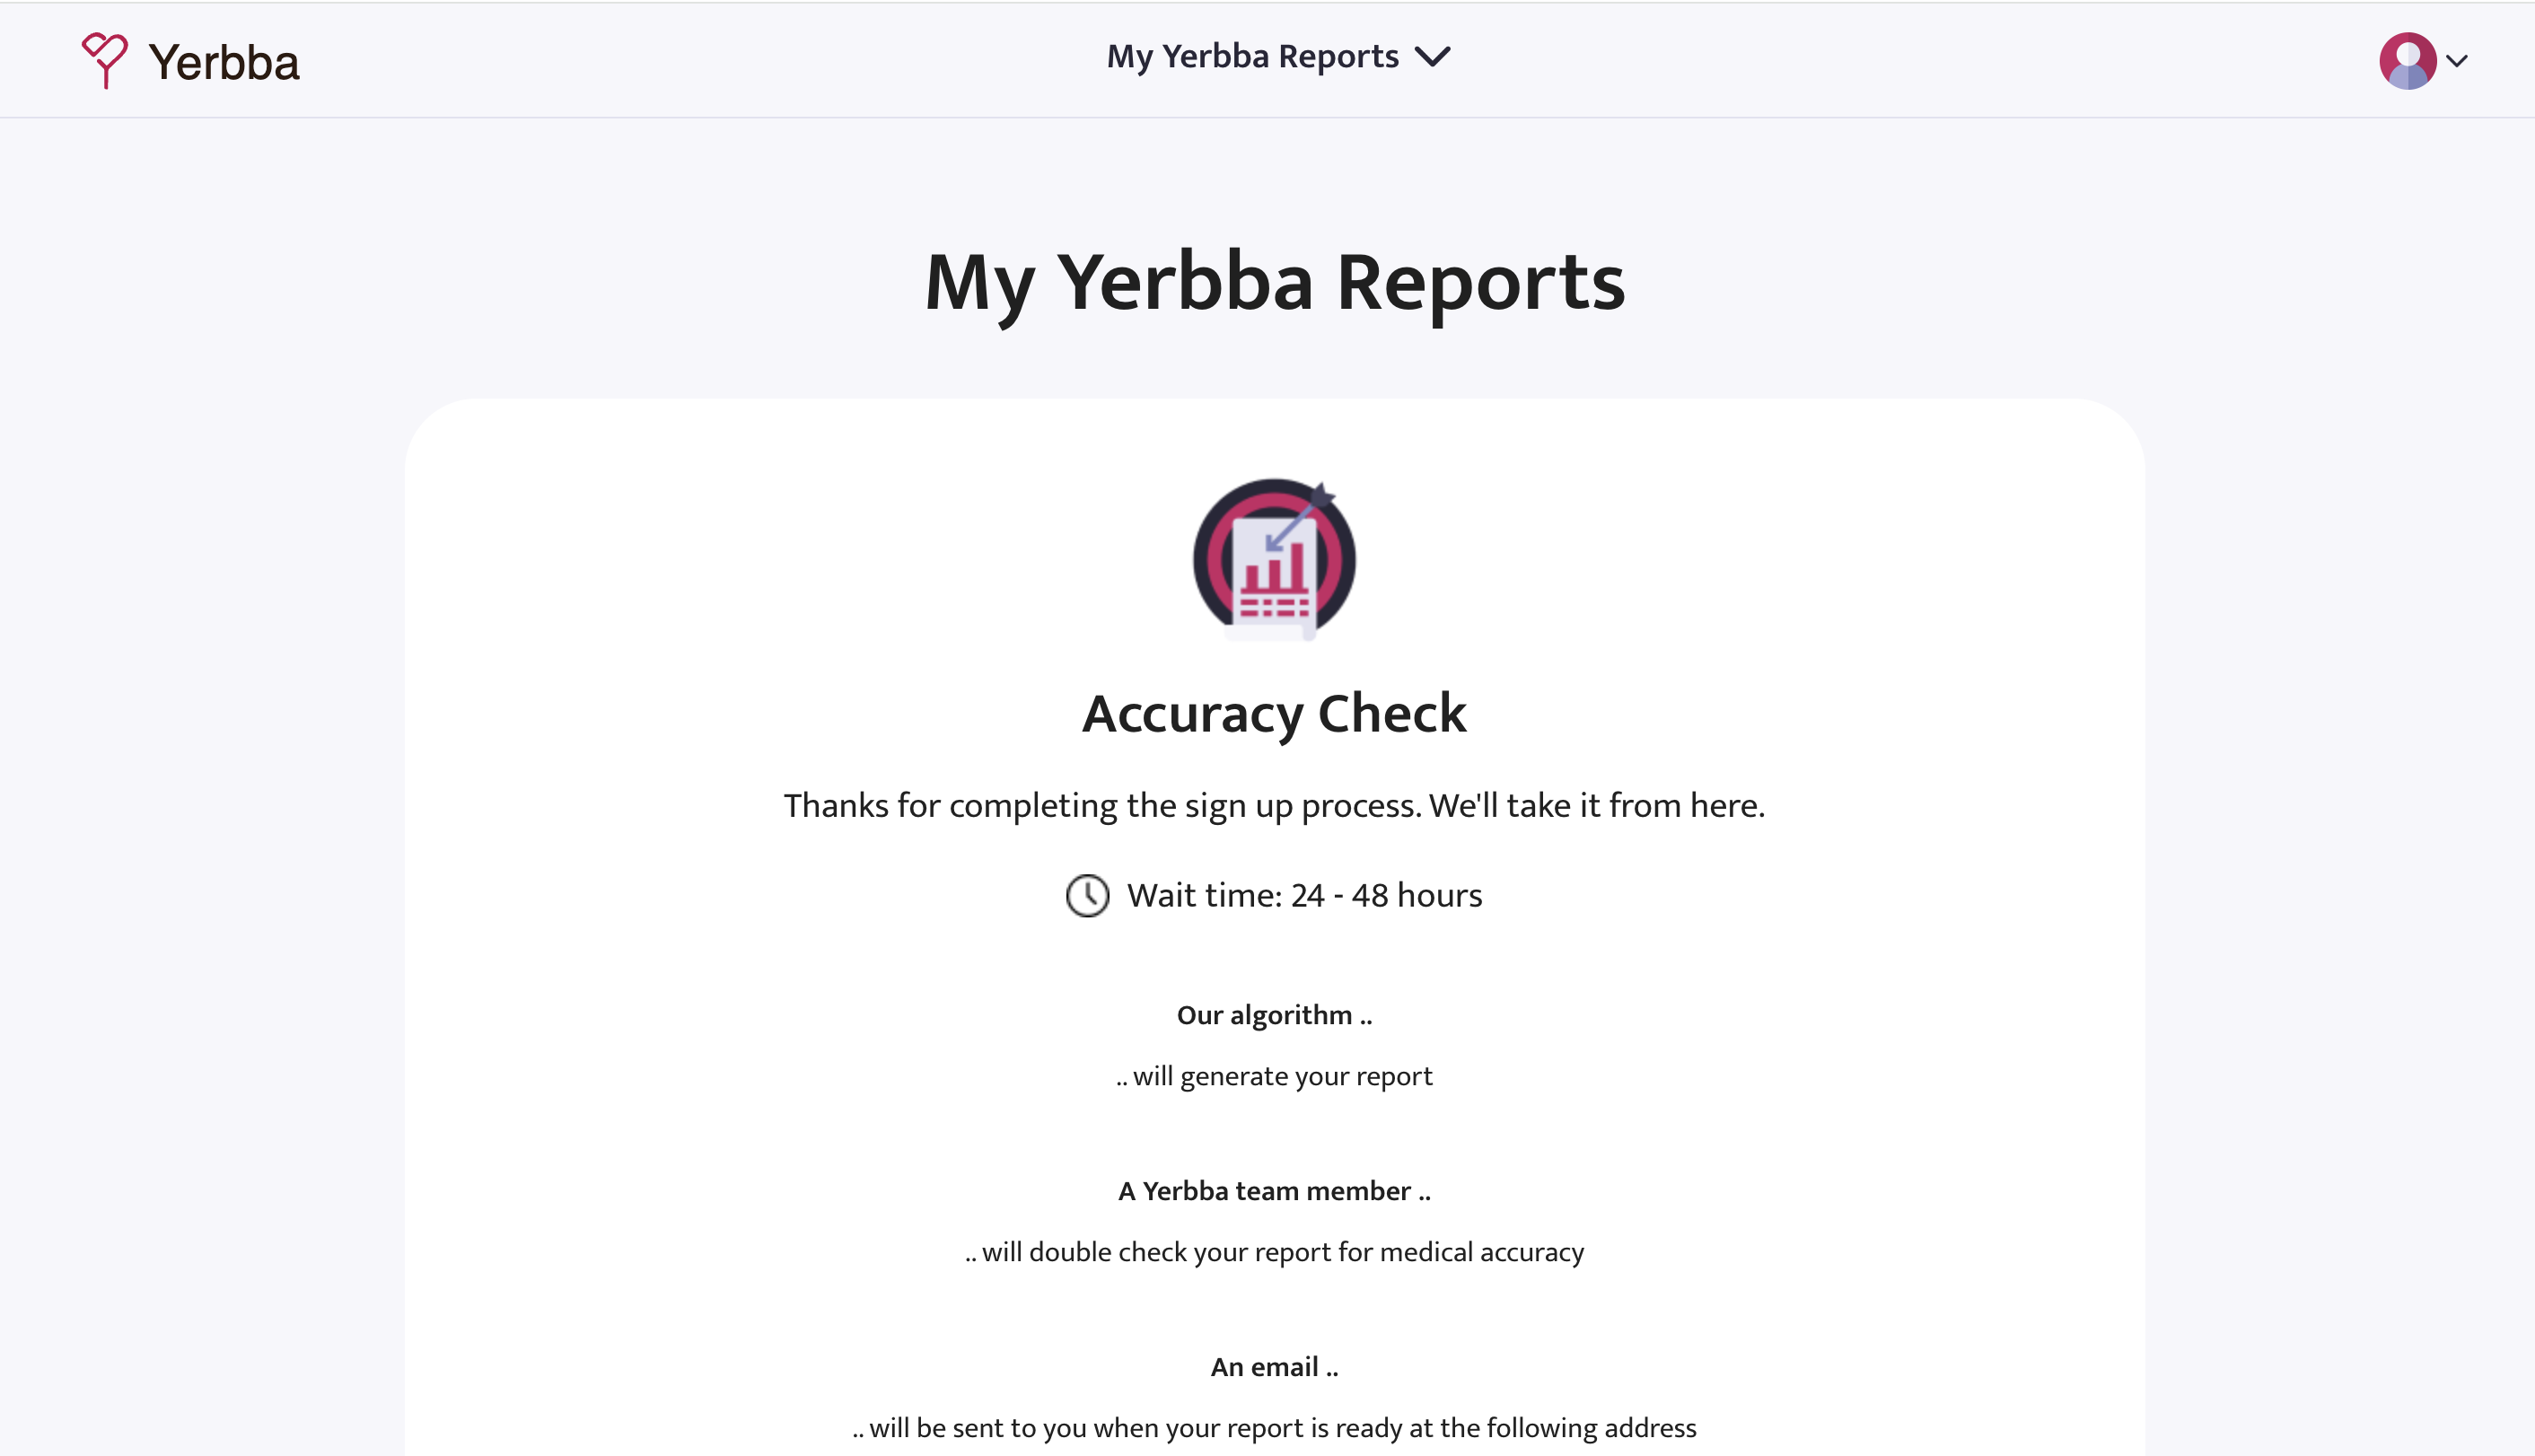 Yerbba
My Yerbba Reports
My Yerbba Reports
Accuracy Check
Thanks for completing the sign up process. We'll take it from here.
Wait time: 24 - 48 hours
Our algorithm ..
.. will generate your report
A Yerbba team member ..
.. will double check your report for medical accuracy
An email ..
.. will be sent to you when your report is ready at the following address